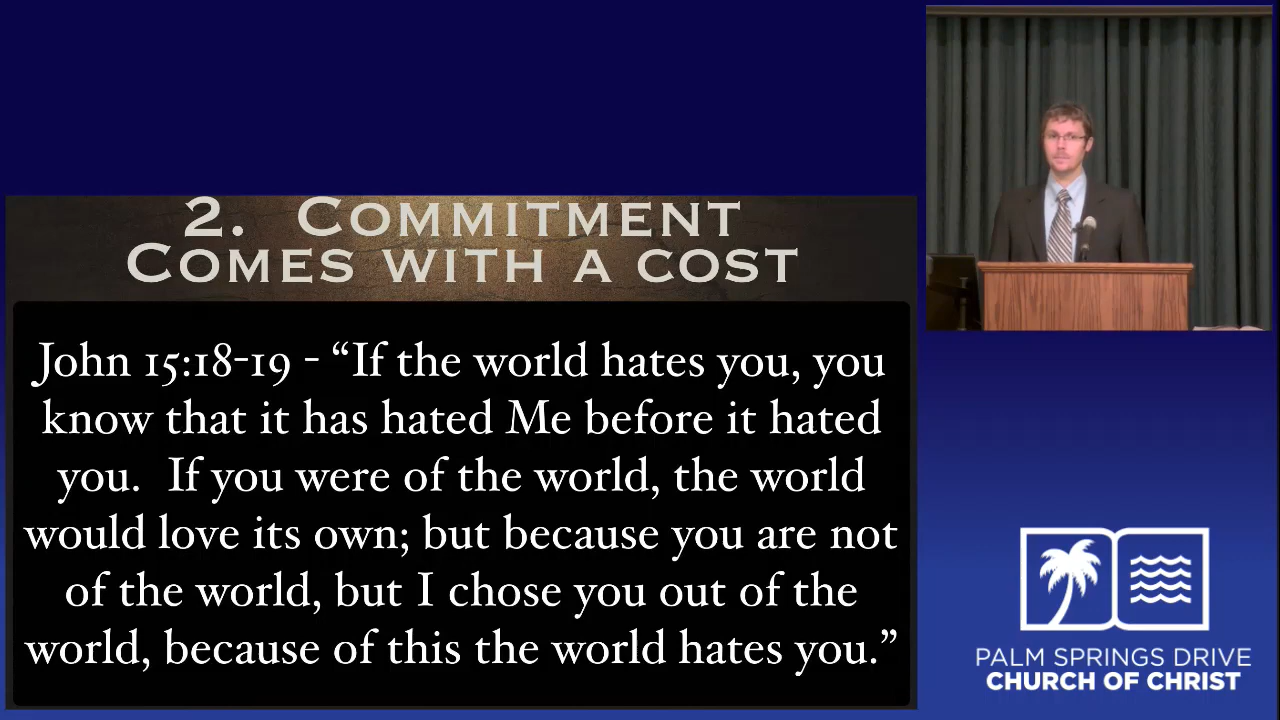 2. Commitment
Comes with a cost
John 15:18-19 - “If the world hates you, you
know that it has hated Me before it hated
you. If you were of the world, the world
would love its own; but because you are not
of the world, but I chose you out of the
world, because of this the world hates you.”
PALM SPRINGS DRIVE
CHURCH OF CHRIST